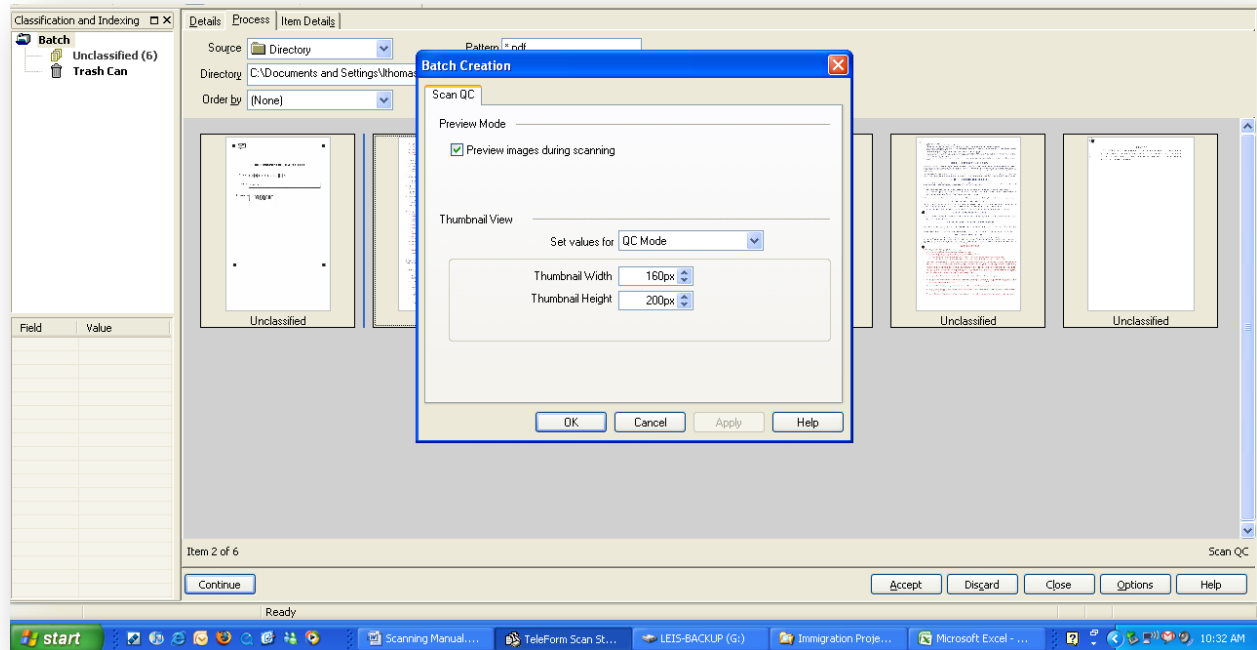 Classification and Indexing
Batch
Unclassified (6)
Trash Can
Field Value
Details Process Item Details
Source Directory Pattern *.pdf
Directory C:\Documents and Settings\lthomas
Order by (None)
Batch Creation
Scan QC
Preview Mode
Preview images during scanning
Thumbnail View
Set values for QC Mode
Thumbnail Width 160px
Thumbnail Height 200px
OK Cancel Apply Help
Unclassified Unclassified Unclassified
Item 2 of 6 Scan QC
Continue Accept Discard Close Options Help
Ready
start Scanning Manual.... TeleForm Scan St... LEIS-BACKUP (G:) Immigration Proje... Microsoft Excel - ... 10:32 AM